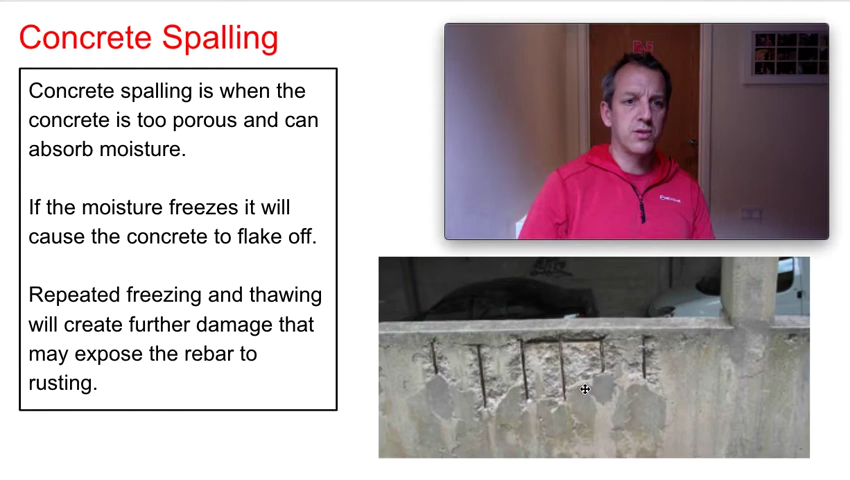 Concrete Spalling
Concrete spalling is when the
concrete is too porous and can
absorb moisture.
If the moisture freezes it will
cause the concrete to flake off.
Repeated freezing and thawing
will create further damage that
may expose the rebar to
rusting.